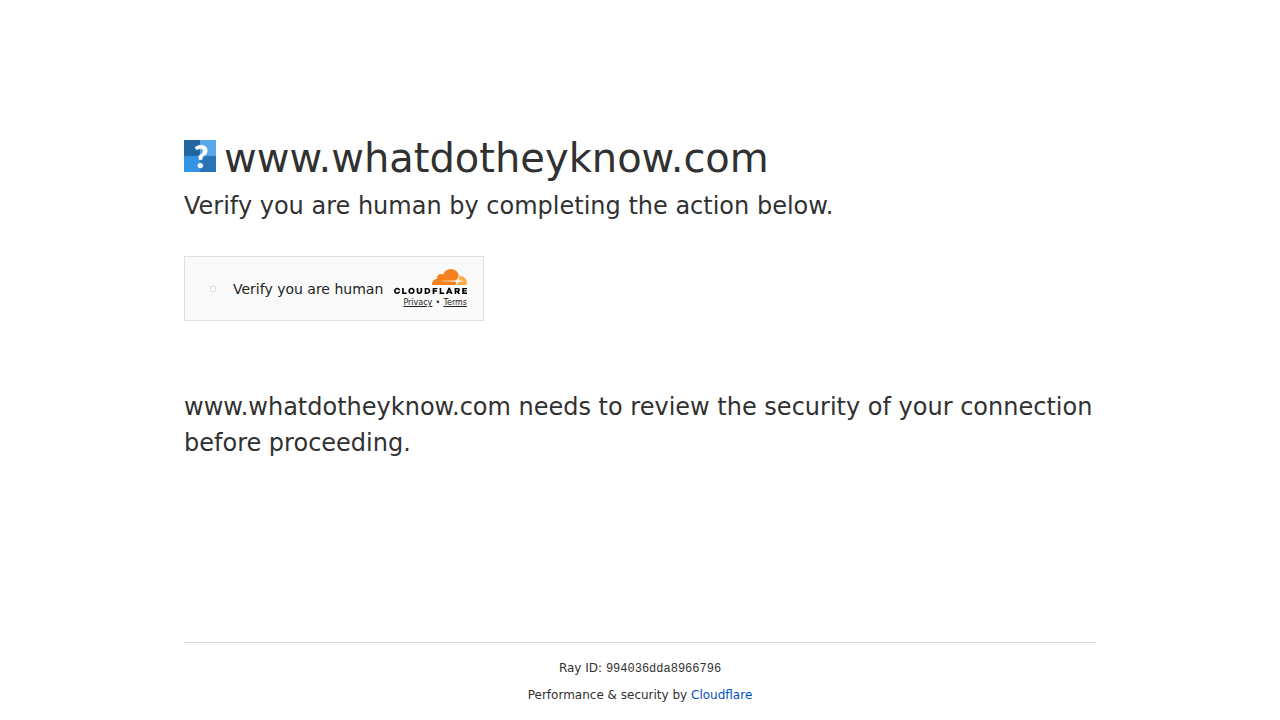 www.whatdotheyknow.com
Verify you are human by completing the action below.
Verify you are human
CLOUDFLARE
Privacy • Terms
www.whatdotheyknow.com needs to review the security of your connection
before proceeding.
Ray ID: 994036dda8966796
Performance & security by Cloudflare